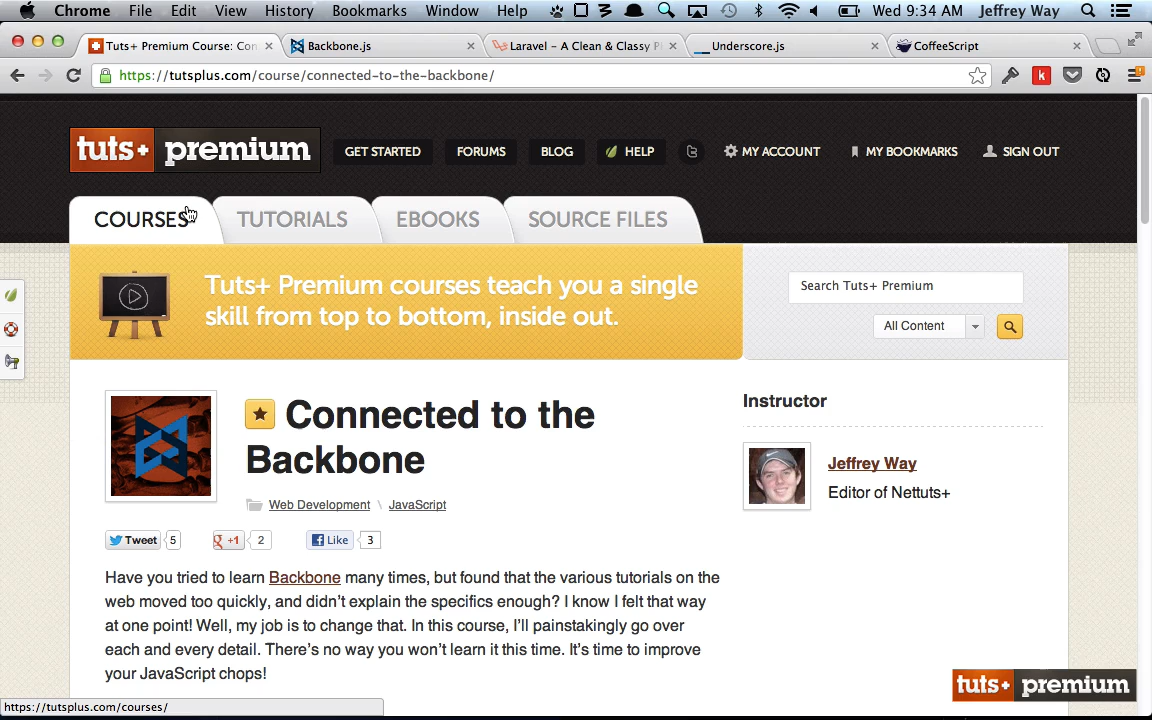 Chrome File Edit View History Bookmarks Window Help Wed 9:34 AM Jeffrey Way
Tuts+ Premium Course: Con Backbone.js Laravel – A Clean & Classy P Underscore.js CoffeeScript
https://tutsplus.com/course/connected-to-the-backbone/
tuts+ premium GET STARTED FORUMS BLOG HELP MY ACCOUNT MY BOOKMARKS SIGN OUT
COURSES TUTORIALS EBOOKS SOURCE FILES
Tuts+ Premium courses teach you a single
skill from top to bottom, inside out.
Search Tuts+ Premium
All Content
Connected to the
Backbone
Web Development \ JavaScript
Tweet 5 +1 2 Like 3
Instructor
Jeffrey Way
Editor of Nettuts+
Have you tried to learn Backbone many times, but found that the various tutorials on the
web moved too quickly, and didn't explain the specifics enough? I know I felt that way
at one point! Well, my job is to change that. In this course, I'll painstakingly go over
each and every detail. There's no way you won't learn it this time. It's time to improve
your JavaScript chops!
tuts+ premium
https://tutsplus.com/courses/